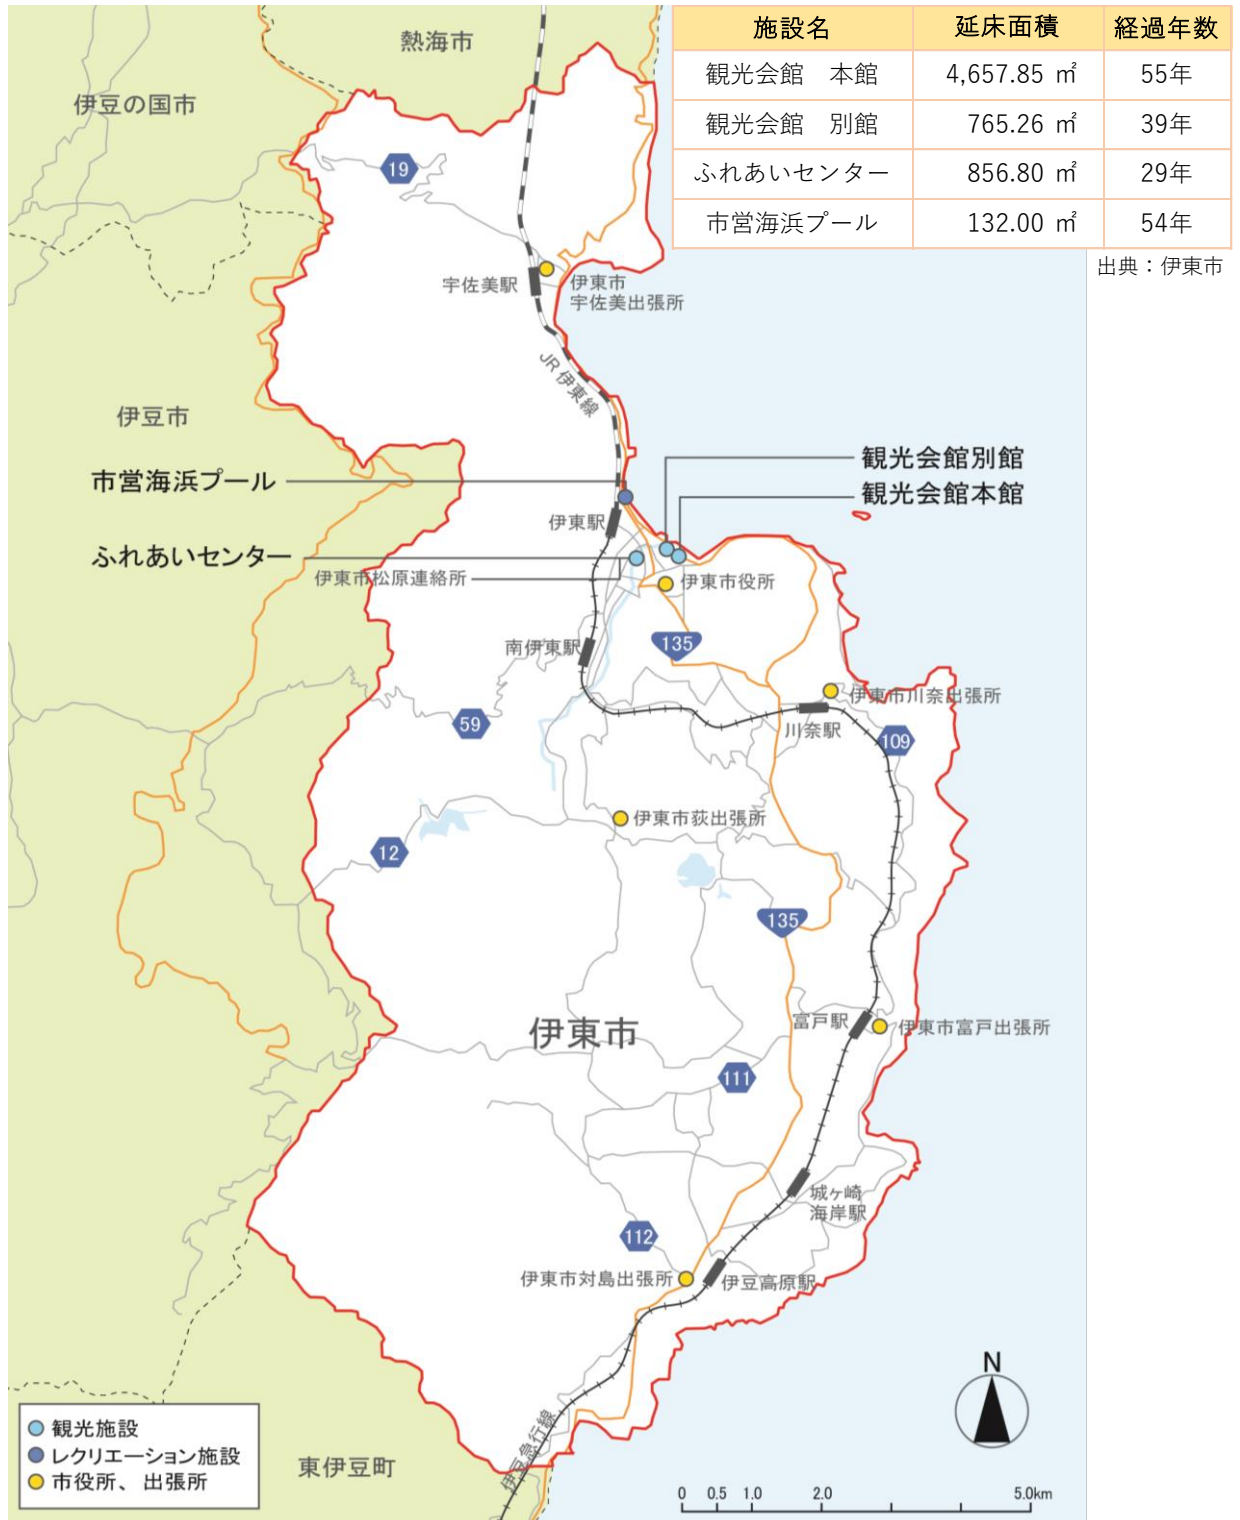 施設名 延床面積 経過年数
観光会館 本館 4,657.85 ㎡ 55年
観光会館 別館 765.26 ㎡ 39年
ふれあいセンター 856.80 ㎡ 29年
市営海浜プール 132.00 ㎡ 54年
出典：伊東市
熱海市
伊豆の国市
19
宇佐美駅
伊東市
宇佐美出張所
JR 伊東線
伊豆市
市営海浜プール
観光会館別館
観光会館本館
伊東駅
ふれあいセンター
伊東市松原連絡所
伊東市役所
135
南伊東駅
伊東市川奈出張所
川奈駅
59
109
伊東市荻出張所
12
135
富戸駅
伊東市富戸出張所
伊東市
111
城ヶ崎
海岸駅
112
伊東市対島出張所
伊豆高原駅
伊豆急行線
東伊豆町
観光施設
レクリエーション施設
市役所、出張所
N
0 0.5 1.0 2.0 5.0km